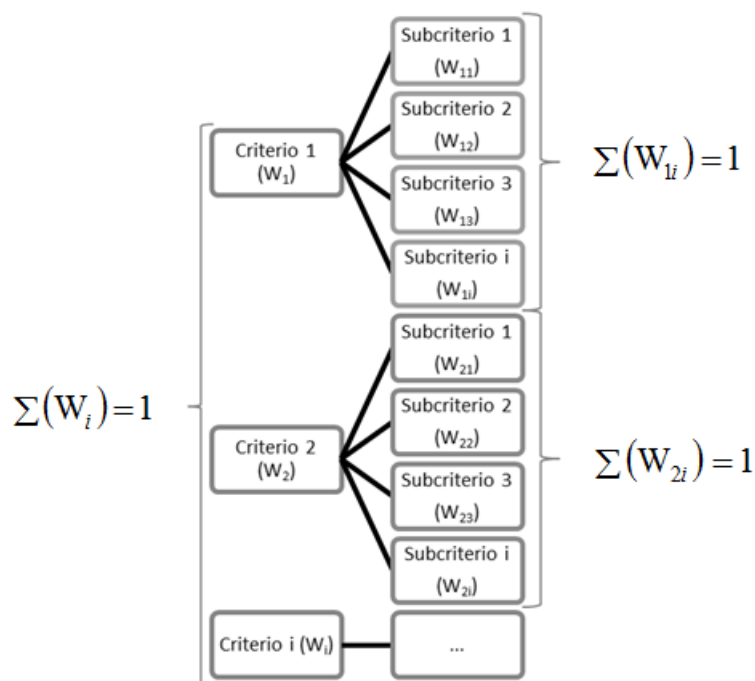 Subcriterio 1
(W₁₁)
Subcriterio 2
(W₁₂)
Criterio 1
(W₁)
Subcriterio 3
(W₁₃)
Subcriterio i
(W₁ᵢ)
∑(W₁ᵢ)=1
Subcriterio 1
(W₂₁)
Subcriterio 2
(W₂₂)
Criterio 2
(W₂)
Subcriterio 3
(W₂₃)
Subcriterio i
(W₂ᵢ)
∑(W₂ᵢ)=1
∑(Wᵢ)=1
Criterio i (Wᵢ)
...